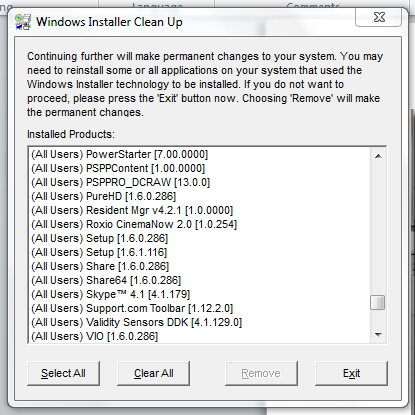 Language
Comments
Windows Installer Clean Up
Continuing further will make permanent changes to your system. You may
need to reinstall some or all applications on your system that used the
Windows Installer technology to be installed. If you do not want to
proceed, please press the 'Exit' button now. Choosing 'Remove' will make
the permanent changes.
Installed Products:
(All Users) PowerStarter [7.00.0000]
(All Users) PSPPContent [1.00.0000]
(All Users) PSPPRO_DCRAW [13.0.0]
(All Users) PureHD [1.6.0.286]
(All Users) Resident Mgr v4.2.1 [1.0.0000]
(All Users) Roxio CinemaNow 2.0 [1.0.254]
(All Users) Setup [1.6.0.286]
(All Users) Setup [1.6.1.116]
(All Users) Share [1.6.0.286]
(All Users) Share64 [1.6.0.286]
(All Users) Skype™ 4.1 [4.1.179]
(All Users) Support.com Toolbar [1.12.2.0]
(All Users) Validity Sensors DDK [4.1.129.0]
(All Users) VIO [1.6.0.286]
Select All
Clear All
Remove
Exit